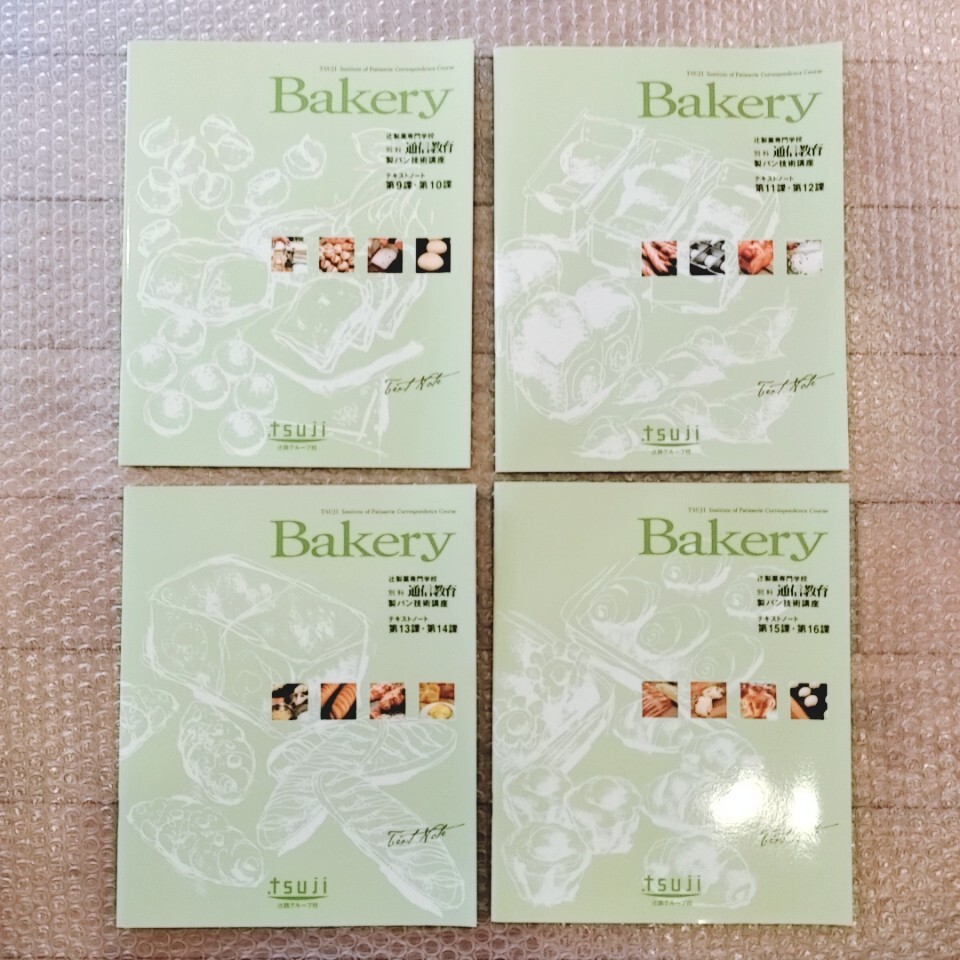 TSUJI Institute of Patisserie Correspondence Course
Bakery
辻製菓専門学校
別科 通信教育
製パン技術講座
テキストノート
第9課・第10課
Text Note
tsuji
辻調グループ校
TSUJI Institute of Patisserie Correspondence Course
Bakery
辻製菓専門学校
別科 通信教育
製パン技術講座
テキストノート
第11課・第12課
Text Note
tsuji
辻調グループ校
TSUJI Institute of Patisserie Correspondence Course
Bakery
辻製菓専門学校
別科 通信教育
製パン技術講座
テキストノート
第13課・第14課
Text Note
tsuji
辻調グループ校
TSUJI Institute of Patisserie Correspondence Course
Bakery
辻製菓専門学校
別科 通信教育
製パン技術講座
テキストノート
第15課・第16課
Text Note
tsuji
辻調グループ校